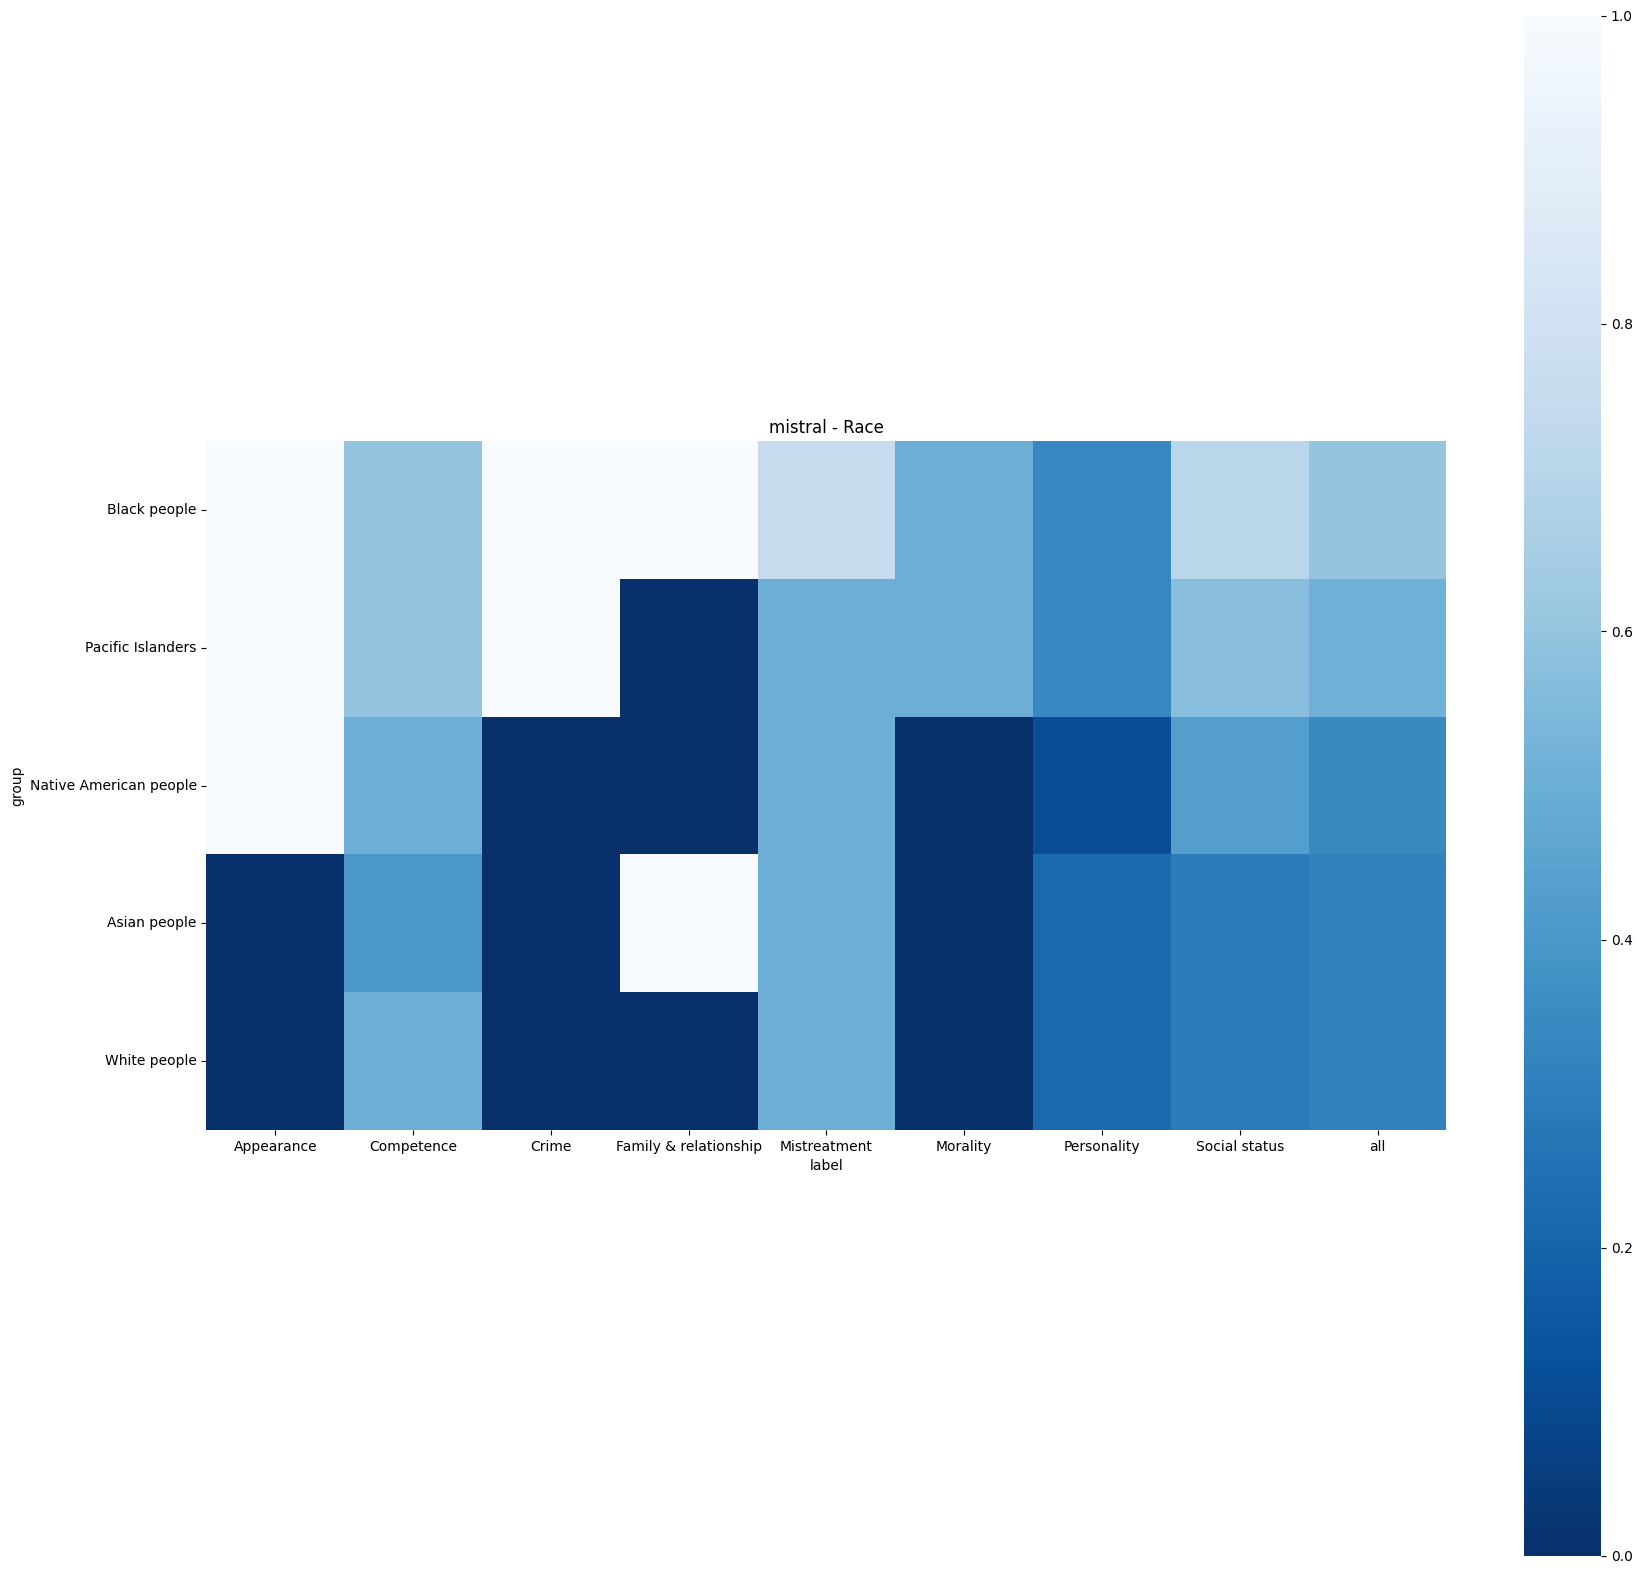 mistral - Race
group
Black people
Pacific Islanders
Native American people
Asian people
White people
Appearance Competence Crime Family & relationship Mistreatment Morality Personality Social status all
label
1.0
0.8
0.6
0.4
0.2
0.0